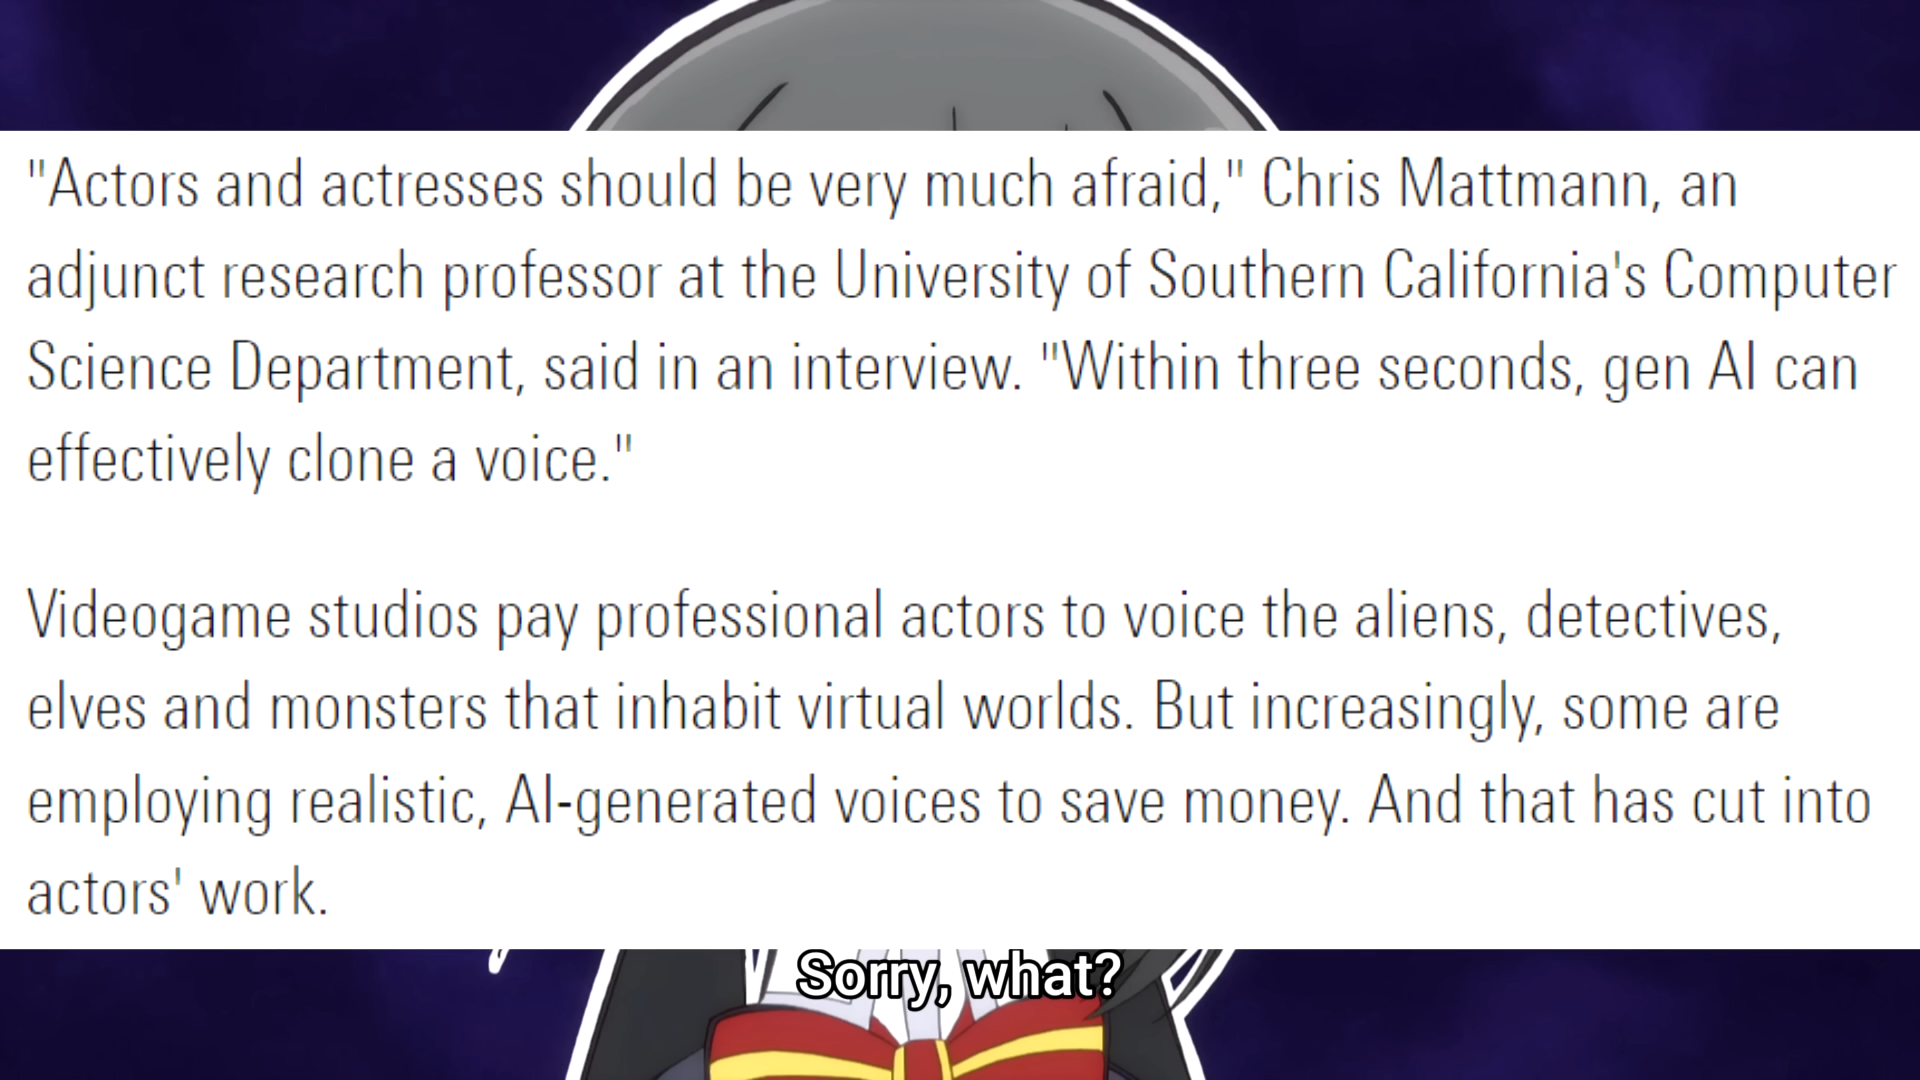 "Actors and actresses should be very much afraid," Chris Mattmann, an
adjunct research professor at the University of Southern California's Computer
Science Department, said in an interview. "Within three seconds, gen AI can
effectively clone a voice."
Videogame studios pay professional actors to voice the aliens, detectives,
elves and monsters that inhabit virtual worlds. But increasingly, some are
employing realistic, AI-generated voices to save money. And that has cut into
actors' work.
Sorry, what?